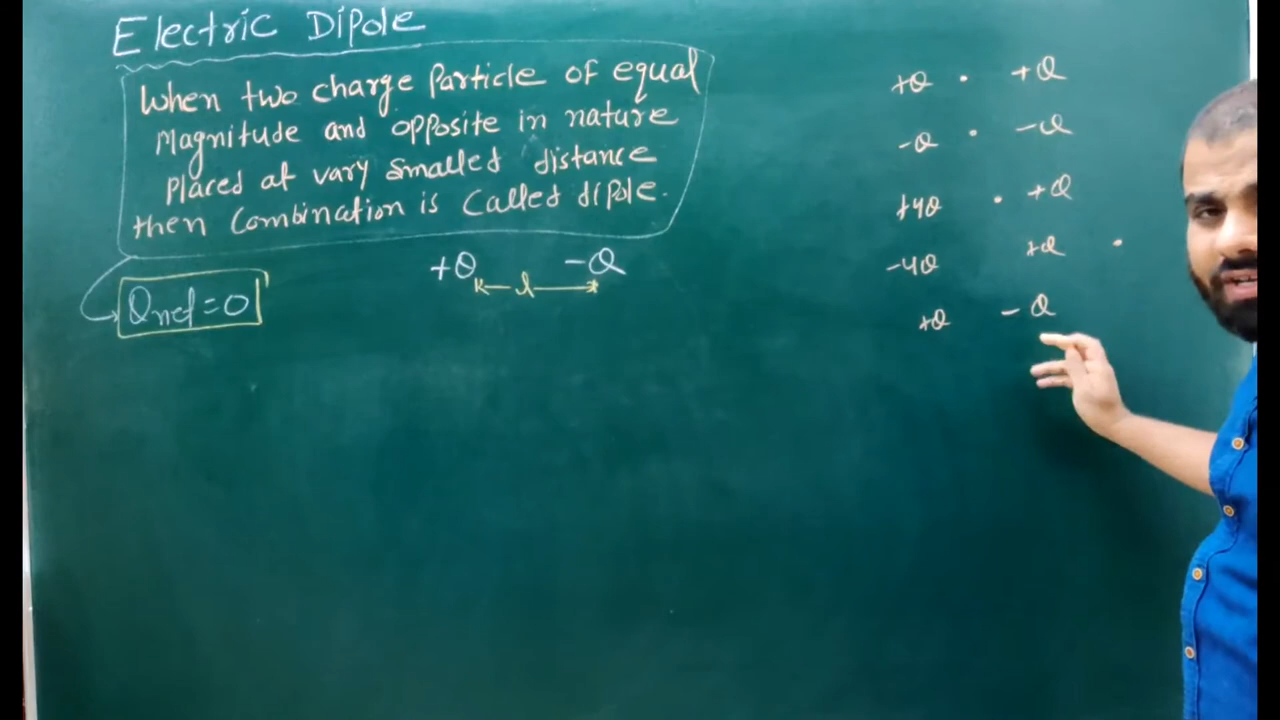 Electric Dipole
When two charge Particle of equal
Magnitude and opposite in nature
Placed at vary smalled distance
then Combination is Called dipole.
+Q -Q
l
Qnet = 0
+Q . +Q
-Q . -Q
+4Q . +Q
-4Q +Q .
+Q - Q